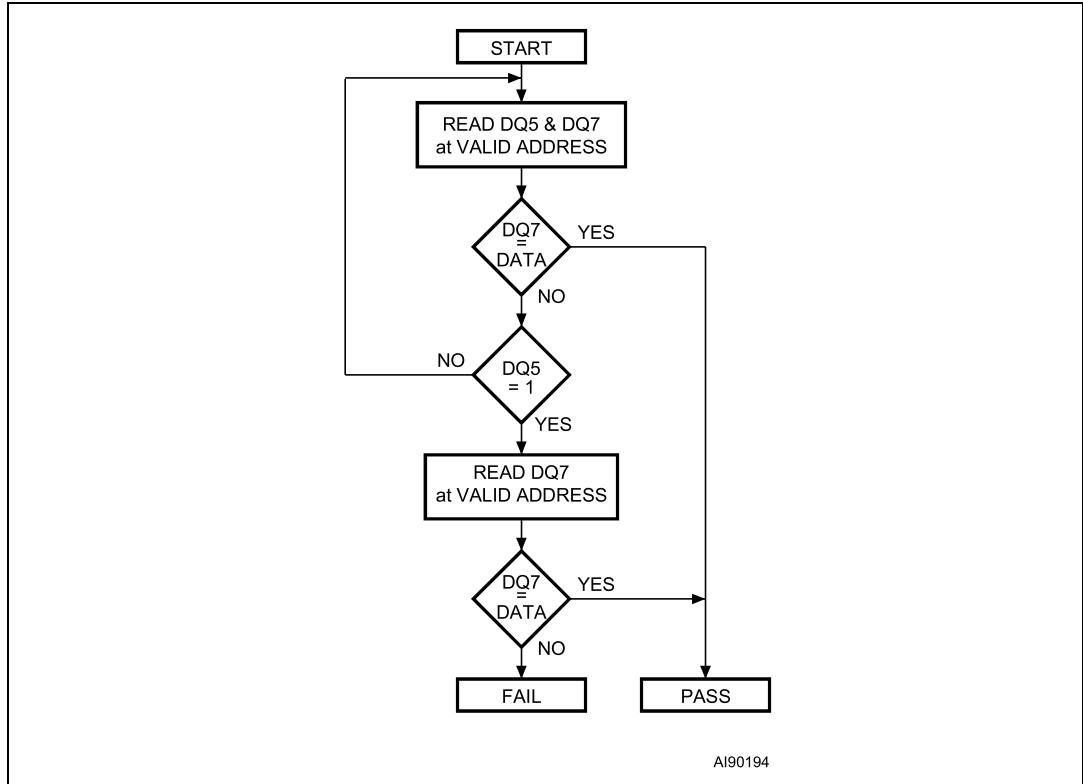 START
READ DQ5 & DQ7
at VALID ADDRESS
DQ7
=
DATA
YES
NO
NO
DQ5
= 1
YES
READ DQ7
at VALID ADDRESS
DQ7
=
DATA
YES
NO
FAIL
PASS
AI90194